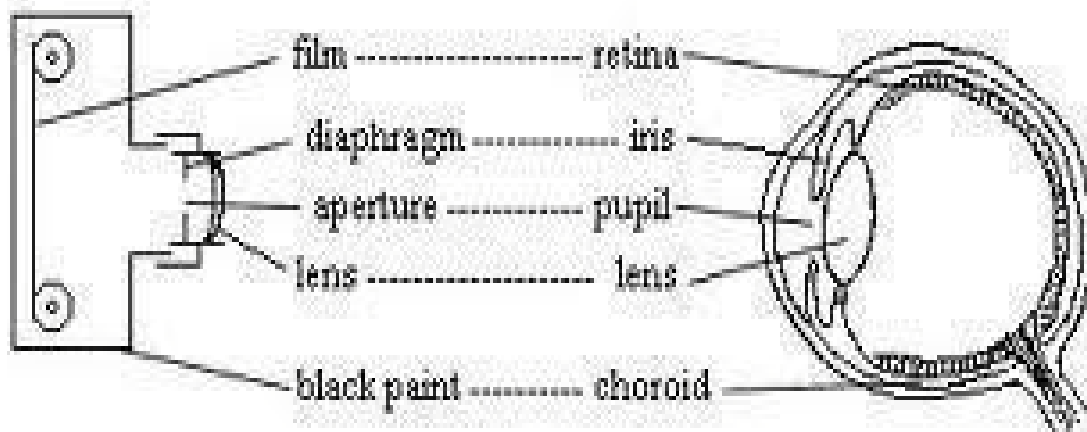 film ---------------- retina
diaphragm ---------- iris
aperture ------------- pupil
lens ------------------ lens
black paint ---------- choroid